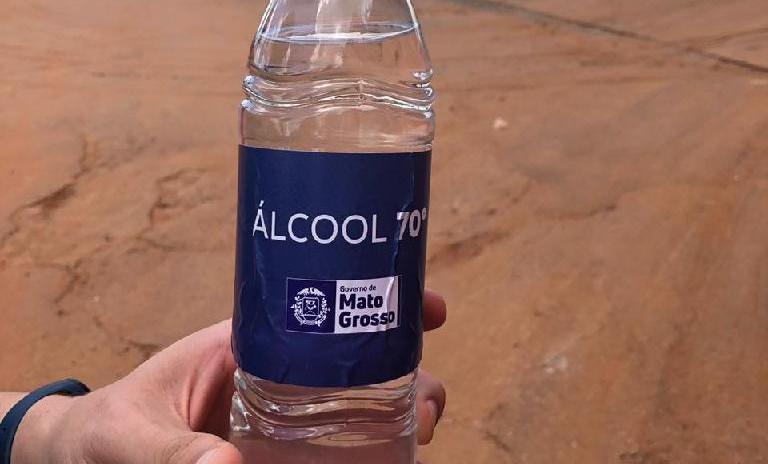 ÁLCOOL 70°
Governo de
Mato
Grosso